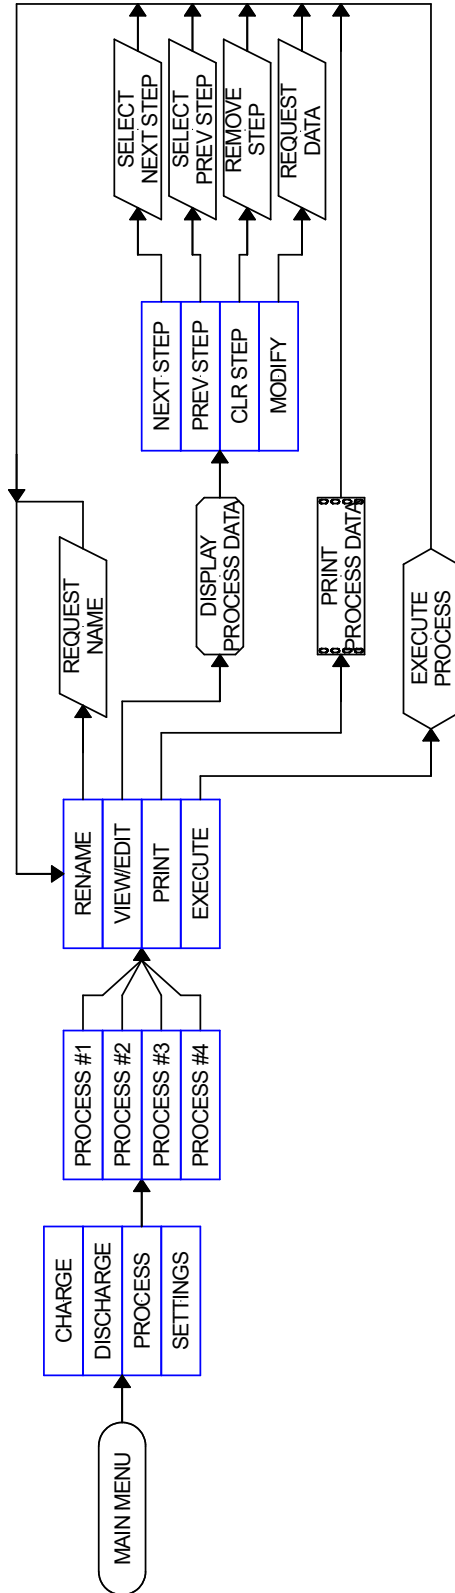 MAIN MENU
CHARGE
DISCHARGE
PROCESS
SETTINGS
PROCESS #1
PROCESS #2
PROCESS #3
PROCESS #4
RENAME
VIEW/EDIT
PRINT
EXECUTE
REQUEST
NAME
DISPLAY
PROCESS DATA
PRINT
PROCESS DATA
EXECUTE
PROCESS
NEXT STEP
PREV STEP
CLR STEP
MODIFY
SELECT
NEXT STEP
SELECT
PREV STEP
REMOVE
STEP
REQUEST
DATA